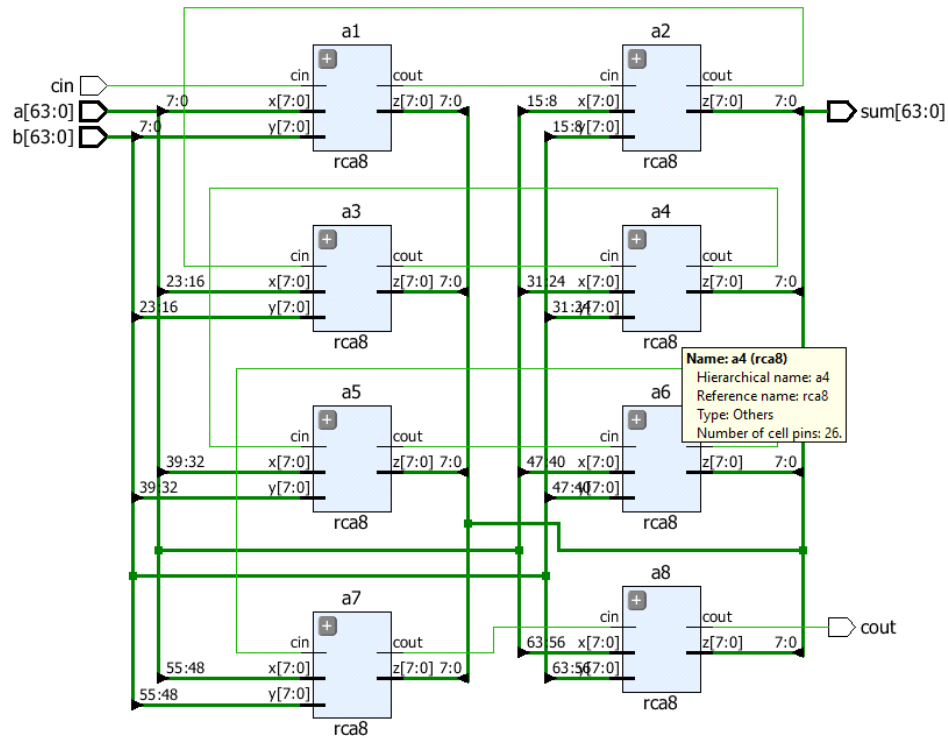 a1
a2
cin
cin
cout
cin
cout
a[63:0]
7:0
x[7:0]
z[7:0] 7:0
15:8
x[7:0]
z[7:0]
7:0
sum[63:0]
b[63:0]
7:0
y[7:0]
15:8
y[7:0]
rca8
rca8
a3
a4
cin
cout
cin
cout
23:16
x[7:0]
z[7:0] 7:0
31:24
x[7:0]
z[7:0]
7:0
23:16
y[7:0]
31:24
y[7:0]
rca8
rca8
Name: a4 (rca8)
Hierarchical name: a4
Reference name: rca8
Type: Others
Number of cell pins: 26.
a5
a6
cin
cout
cin
39:32
x[7:0]
z[7:0] 7:0
47:40
x[7:0]
z[7:0]
7:0
39:32
y[7:0]
47:40
y[7:0]
rca8
rca8
a7
a8
cin
cout
cin
cout
cout
55:48
x[7:0]
z[7:0] 7:0
63:56
x[7:0]
z[7:0]
7:0
55:48
y[7:0]
63:56
y[7:0]
rca8
rca8